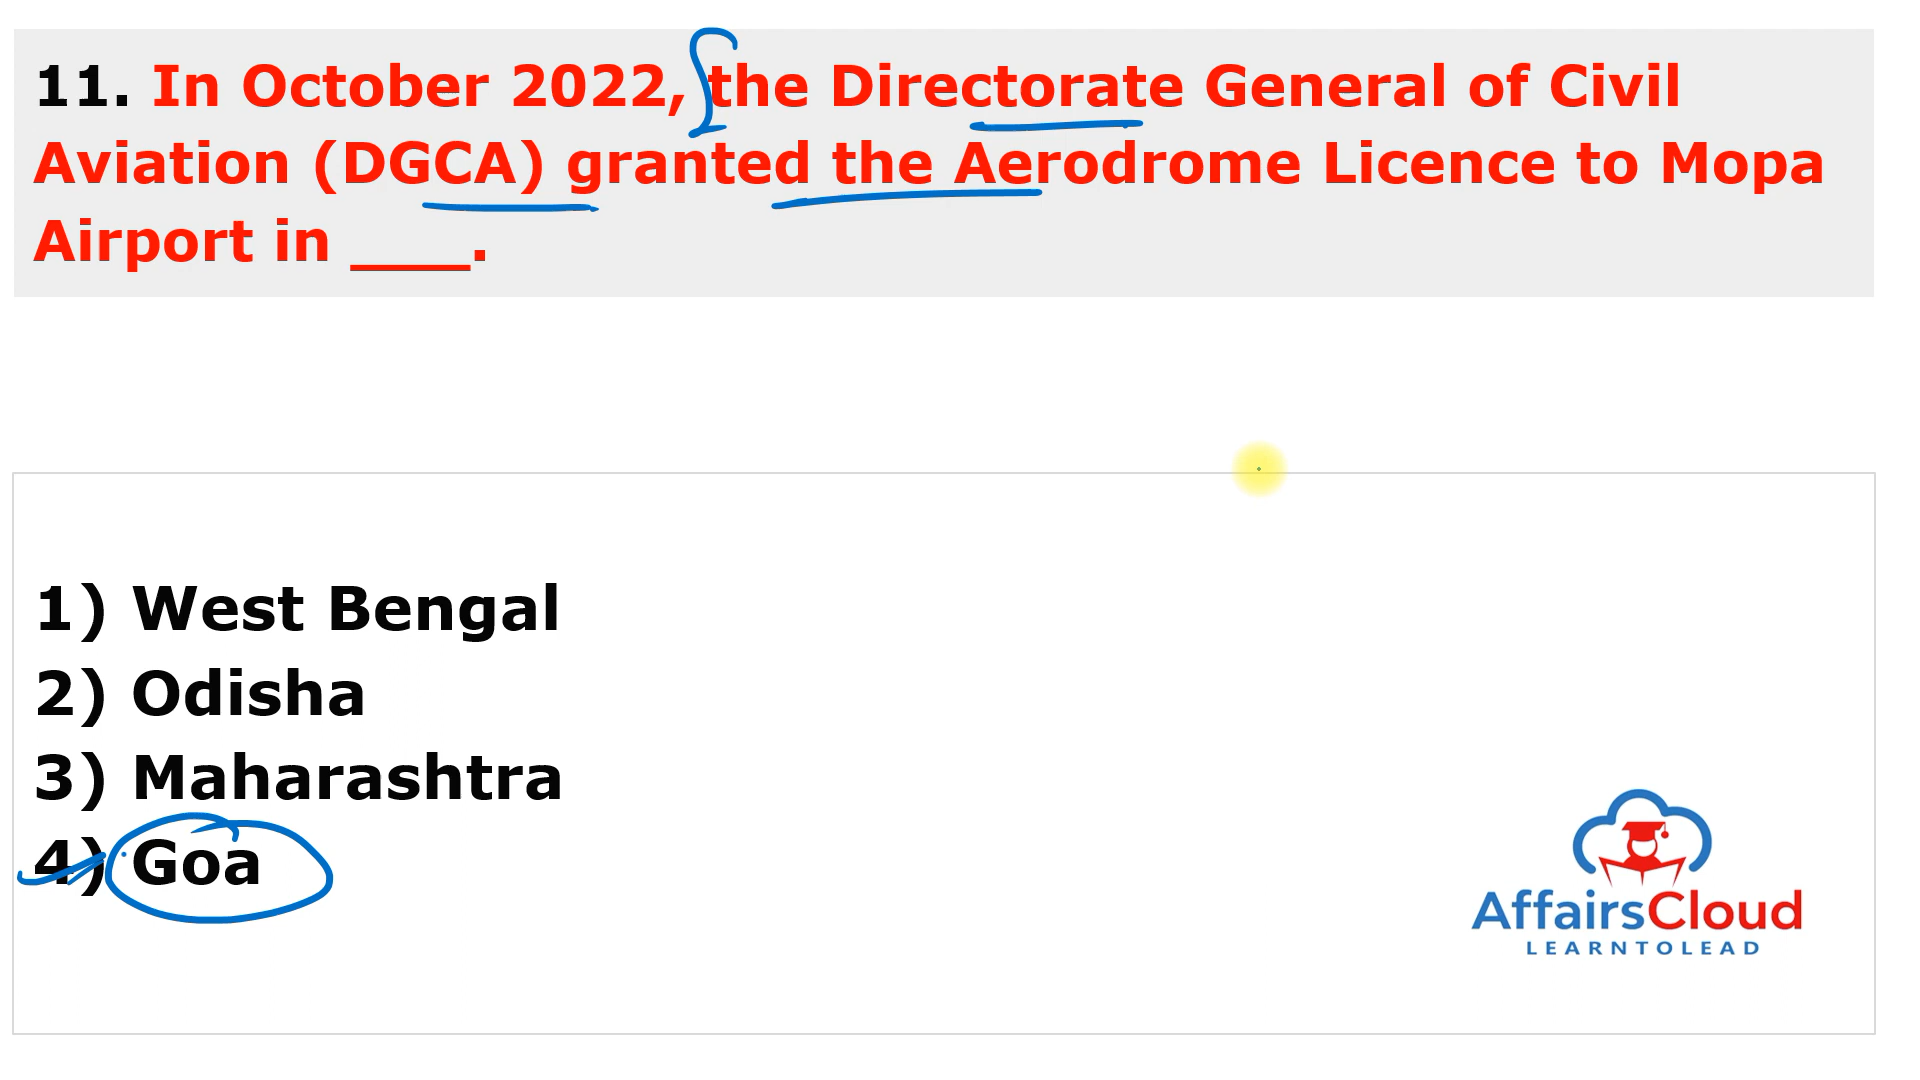 11. In October 2022, the Directorate General of Civil
Aviation (DGCA) granted the Aerodrome Licence to Mopa
Airport in ____.
1) West Bengal
2) Odisha
3) Maharashtra
4) Goa
AffairsCloud
LEARNTOLEAD